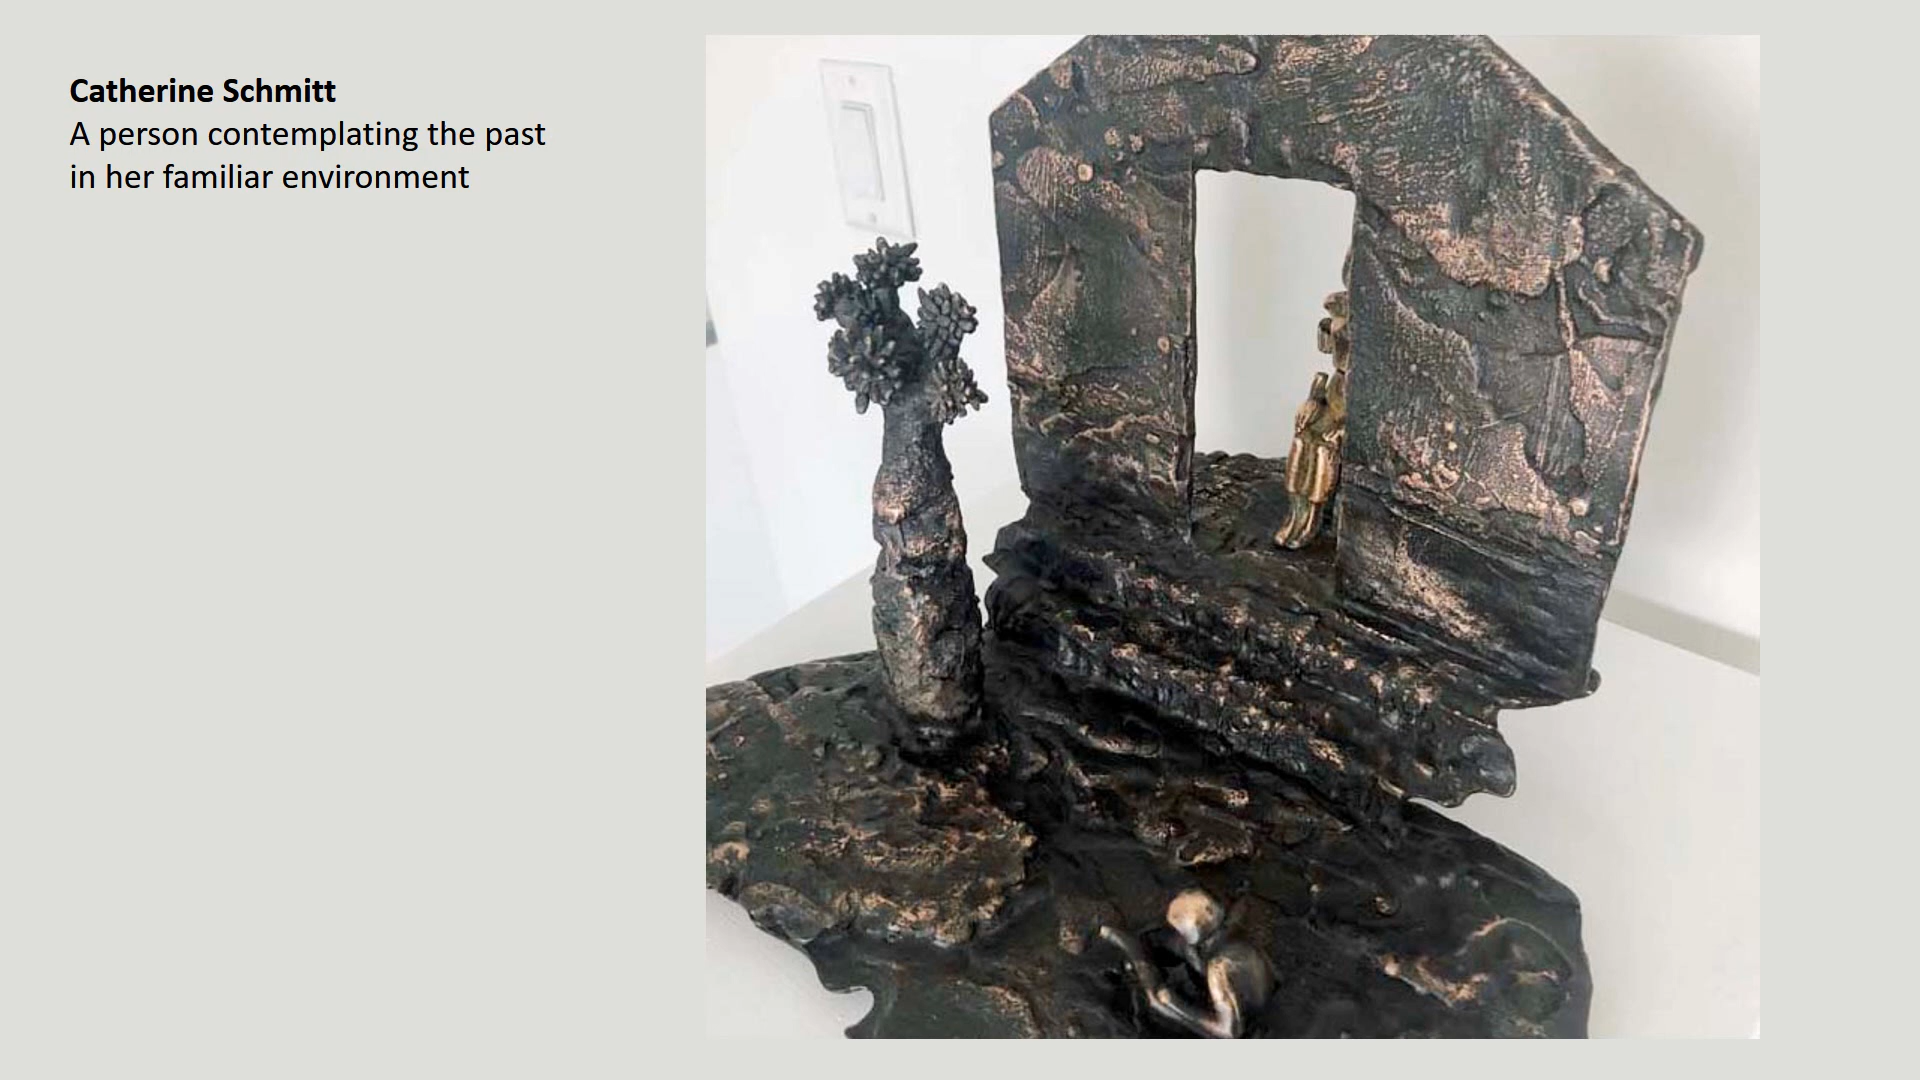 Catherine Schmitt
A person contemplating the past
in her familiar environment